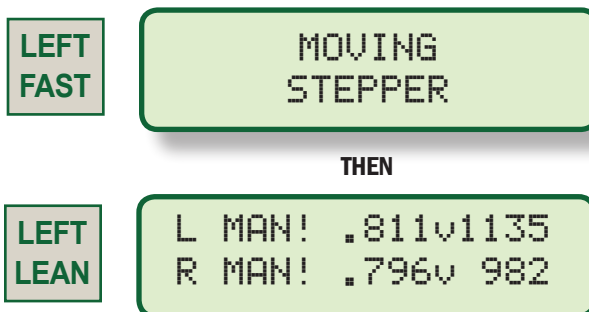 LEFT
FAST
MOVING
STEPPER
THEN
LEFT
LEAN
L MAN! .811v1135
R MAN! .796v 982